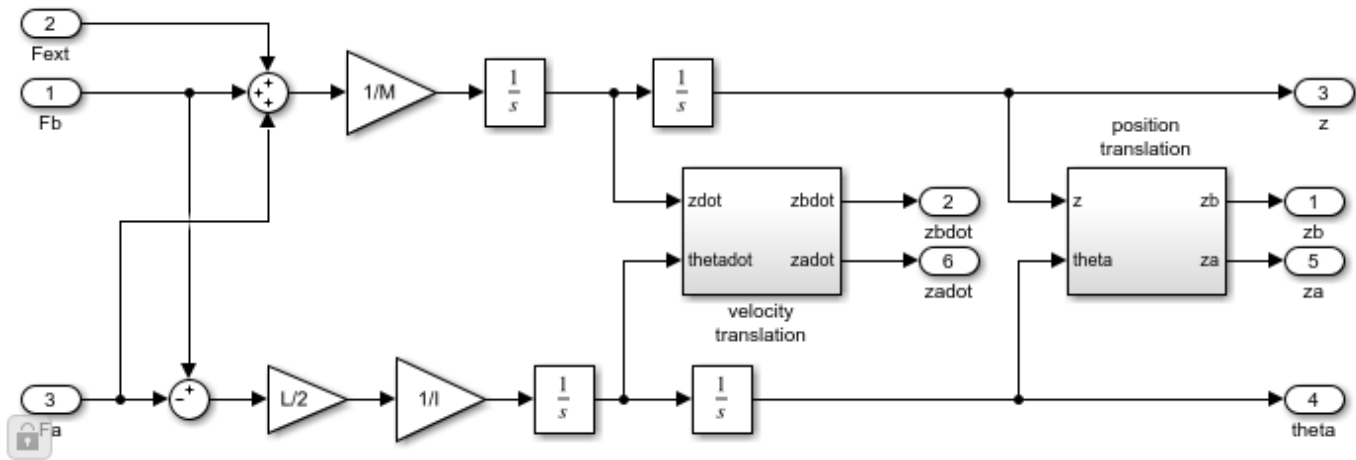 2
Fext
1
Fb
+
+
+
1/M
1
s
1
s
3
z
position
translation
zdot
thetadot
zbdot
zadot
2
zbdot
6
zadot
velocity
translation
z
theta
zb
za
1
zb
5
za
3
Fa
+
−
L/2
1/I
1
s
1
s
4
theta